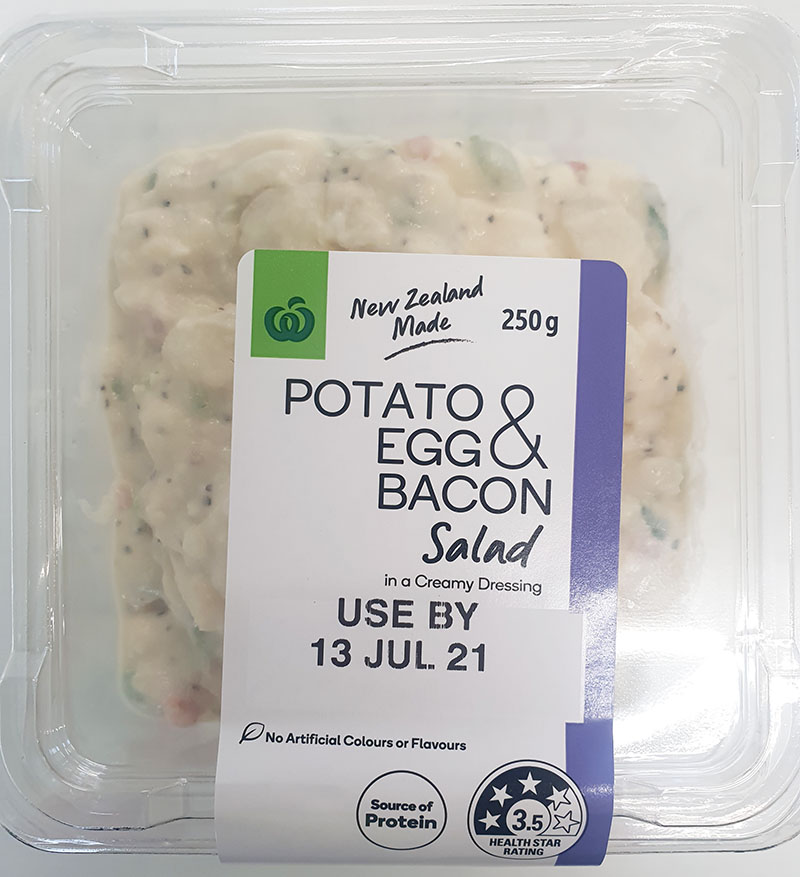 New Zealand
Made
250g
POTATO &
EGG
BACON
Salad
in a Creamy Dressing
USE BY
13 JUL. 21
No Artificial Colours or Flavours
Source of
Protein
3.5
HEALTH STAR
RATING